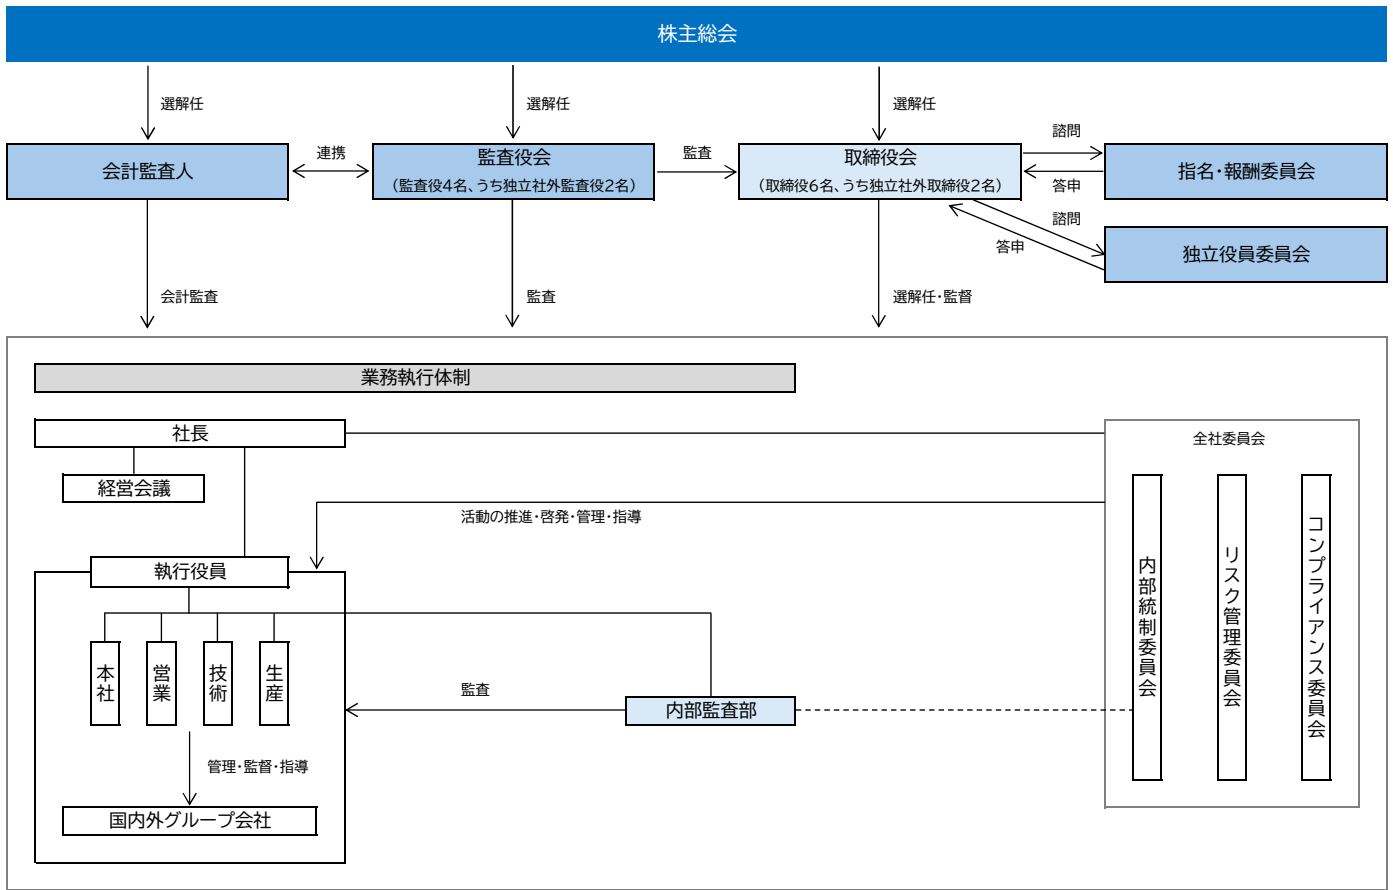 株主総会
選解任
選解任
選解任
会計監査人
連携
監査役会
（監査役4名、うち独立社外監査役2名）
監査
取締役会
（取締役6名、うち独立社外取締役2名）
諮問
答申
指名・報酬委員会
諮問
答申
独立役員委員会
会計監査
監査
選解任・監督
業務執行体制
社長
経営会議
全社委員会
活動の推進・啓発・管理・指導
執行役員
本社
営業
技術
生産
監査
内部監査部
内部統制委員会
リスク管理委員会
コンプライアンス委員会
管理・監督・指導
国内外グループ会社